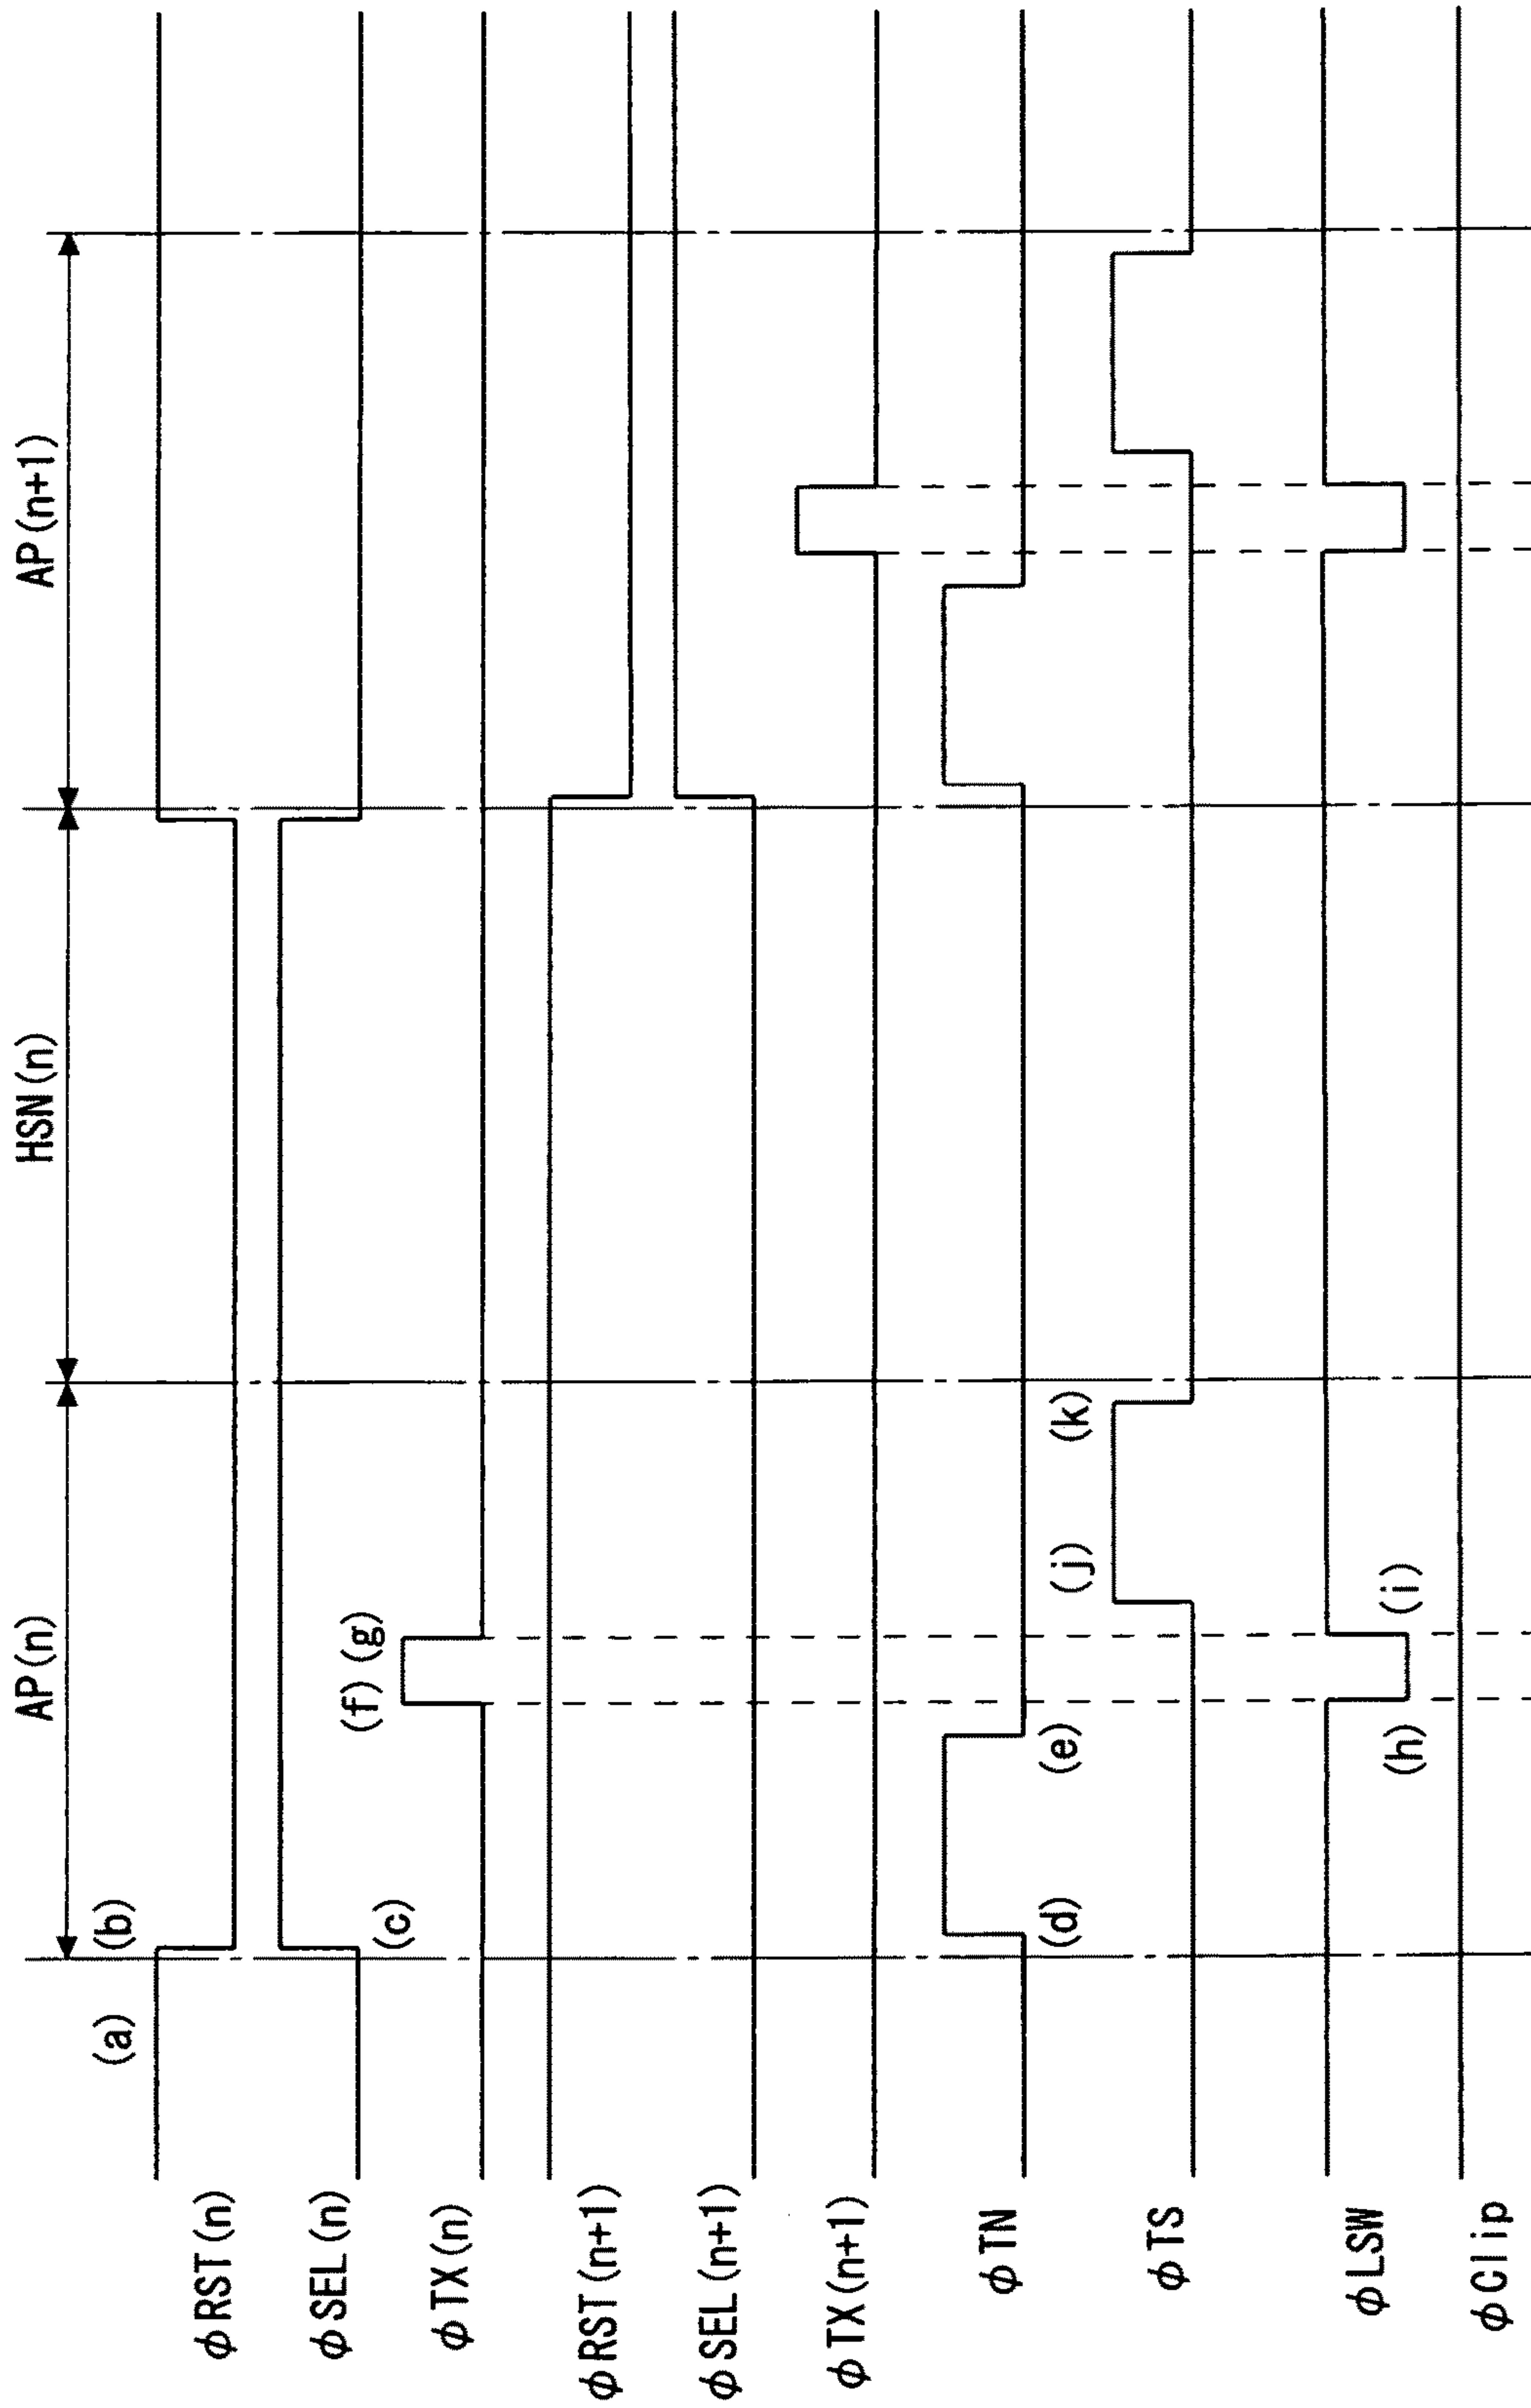 AP(n)
HSN(n)
AP(n+1)
(a)
(b)
φRST(n)
φSEL(n)
(c)
(f)
(g)
φTX(n)
φRST(n+1)
φSEL(n+1)
φTX(n+1)
φTN
(d)
(e)
(j)
(k)
φTS
φLSW
(h)
(i)
φClip